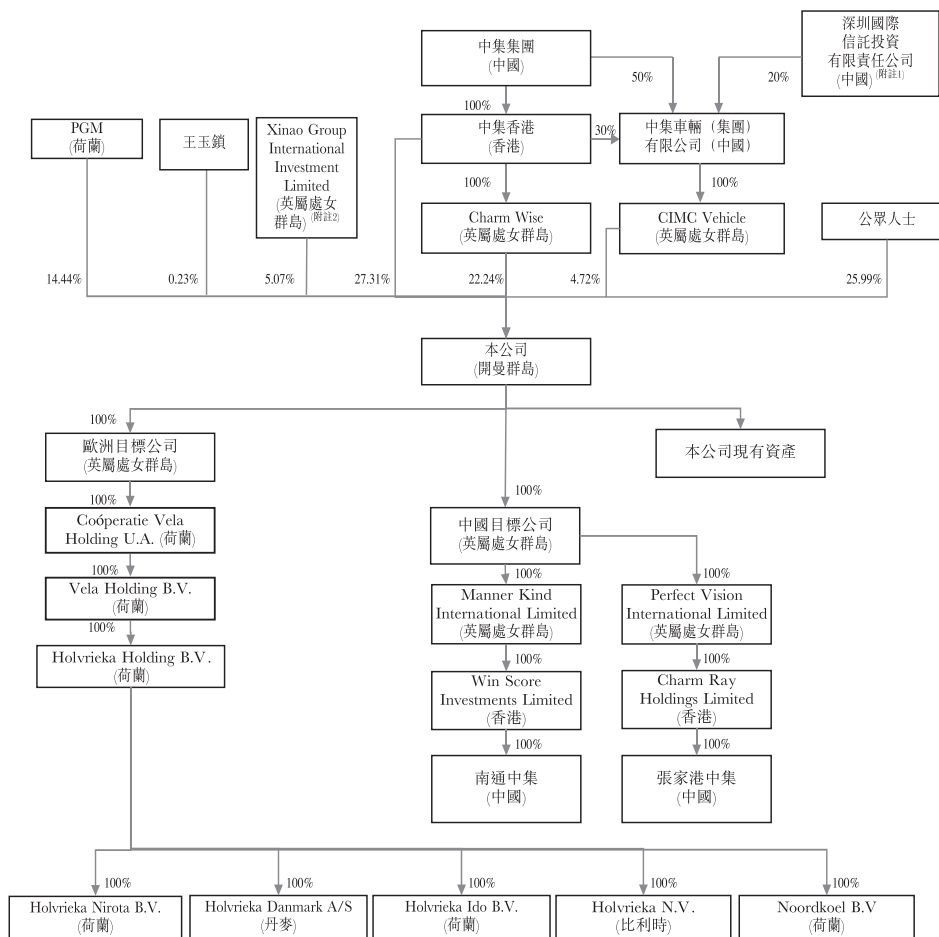 中集集團
(中國)
深圳國際
信託投資
有限責任公司
(中國)(附註1)
50%
20%
100%
PGM
(荷蘭)
王玉鎖
Xinao Group
International
Investment
Limited
(英屬處女
群島)(附註2)
中集香港
(香港)
30%
中集車輛（集團）
有限公司（中國）
100%
100%
Charm Wise
(英屬處女群島)
CIMC Vehicle
(英屬處女群島)
公眾人士
14.44%
0.23%
5.07%
27.31%
22.24%
4.72%
25.99%
本公司
(開曼群島)
100%
歐洲目標公司
(英屬處女群島)
本公司現有資產
100%
100%
Coóperatie Vela
Holding U.A. (荷蘭)
中國目標公司
(英屬處女群島)
100%
100%
100%
Vela Holding B.V.
(荷蘭)
Manner Kind
International Limited
(英屬處女群島)
Perfect Vision
International Limited
(英屬處女群島)
100%
Holvrieka Holding B.V.
(荷蘭)
100%
100%
Win Score
Investments Limited
(香港)
Charm Ray
Holdings Limited
(香港)
100%
100%
南通中集
(中國)
張家港中集
(中國)
100%
100%
100%
100%
100%
Holvrieka Nirota B.V.
(荷蘭)
Holvrieka Danmark A/S
(丹麥)
Holvrieka Ido B.V.
(荷蘭)
Holvrieka N.V.
(比利時)
Noordkoel B.V
(荷蘭)